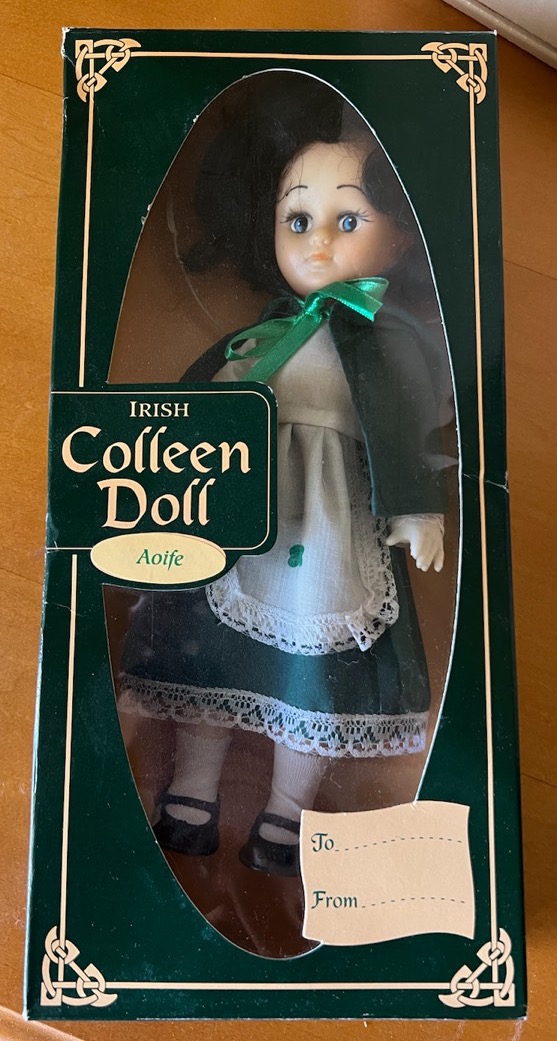 IRISH
Colleen
Doll
Aoife
To
From